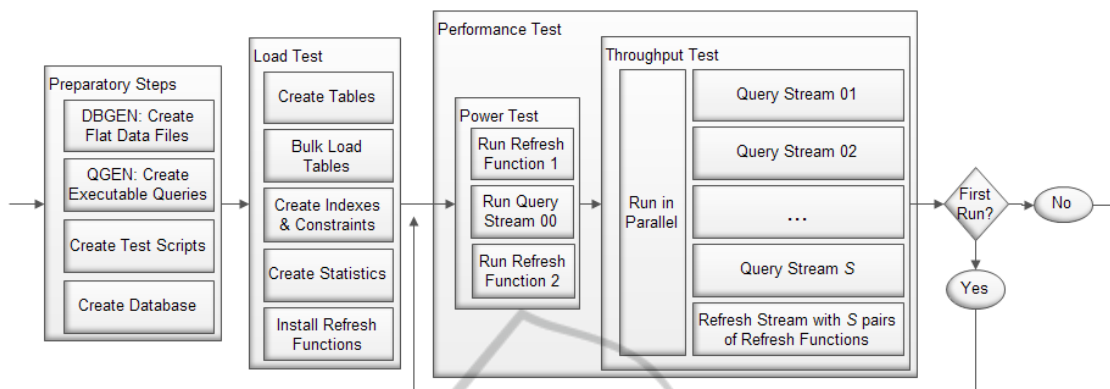 Preparatory Steps
DBGEN: Create
Flat Data Files
QGEN: Create
Executable Queries
Create Test Scripts
Create Database
Load Test
Create Tables
Bulk Load
Tables
Create Indexes
& Constraints
Create Statistics
Install Refresh
Functions
Performance Test
Power Test
Run Refresh
Function 1
Run Query
Stream 00
Run Refresh
Function 2
Throughput Test
Run in
Parallel
Query Stream 01
Query Stream 02
...
Query Stream S
Refresh Stream with S pairs
of Refresh Functions
First
Run?
No
Yes